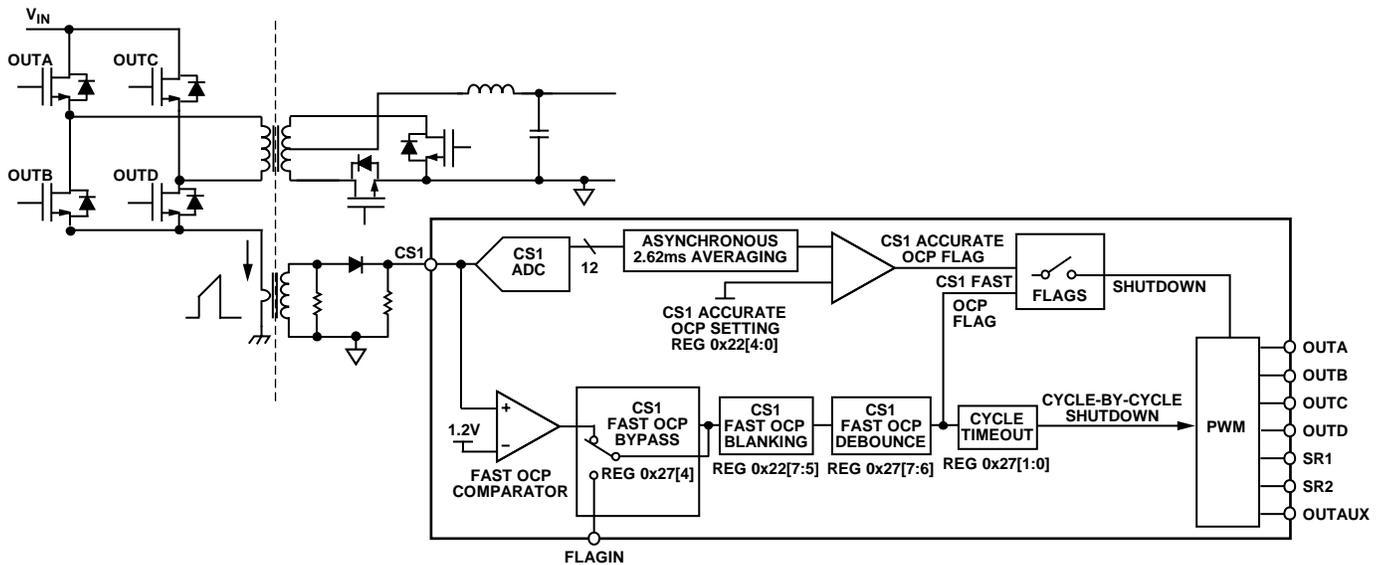 VIN
OUTA
OUTC
OUTB
OUTD
CS1
CS1
ADC
12
ASYNCHRONOUS
2.62ms AVERAGING
CS1 ACCURATE
OCP SETTING
REG 0x22[4:0]
CS1 ACCURATE
OCP FLAG
CS1 FAST
OCP
FLAG
FLAGS
SHUTDOWN
1.2V
+
−
FAST OCP
COMPARATOR
CS1
FAST OCP
BYPASS
REG 0x27[4]
FLAGIN
CS1
FAST OCP
BLANKING
REG 0x22[7:5]
CS1
FAST OCP
DEBOUNCE
REG 0x27[7:6]
CYCLE
TIMEOUT
REG 0x27[1:0]
CYCLE-BY-CYCLE
SHUTDOWN
PWM
OUTA
OUTB
OUTC
OUTD
SR1
SR2
OUTAUX